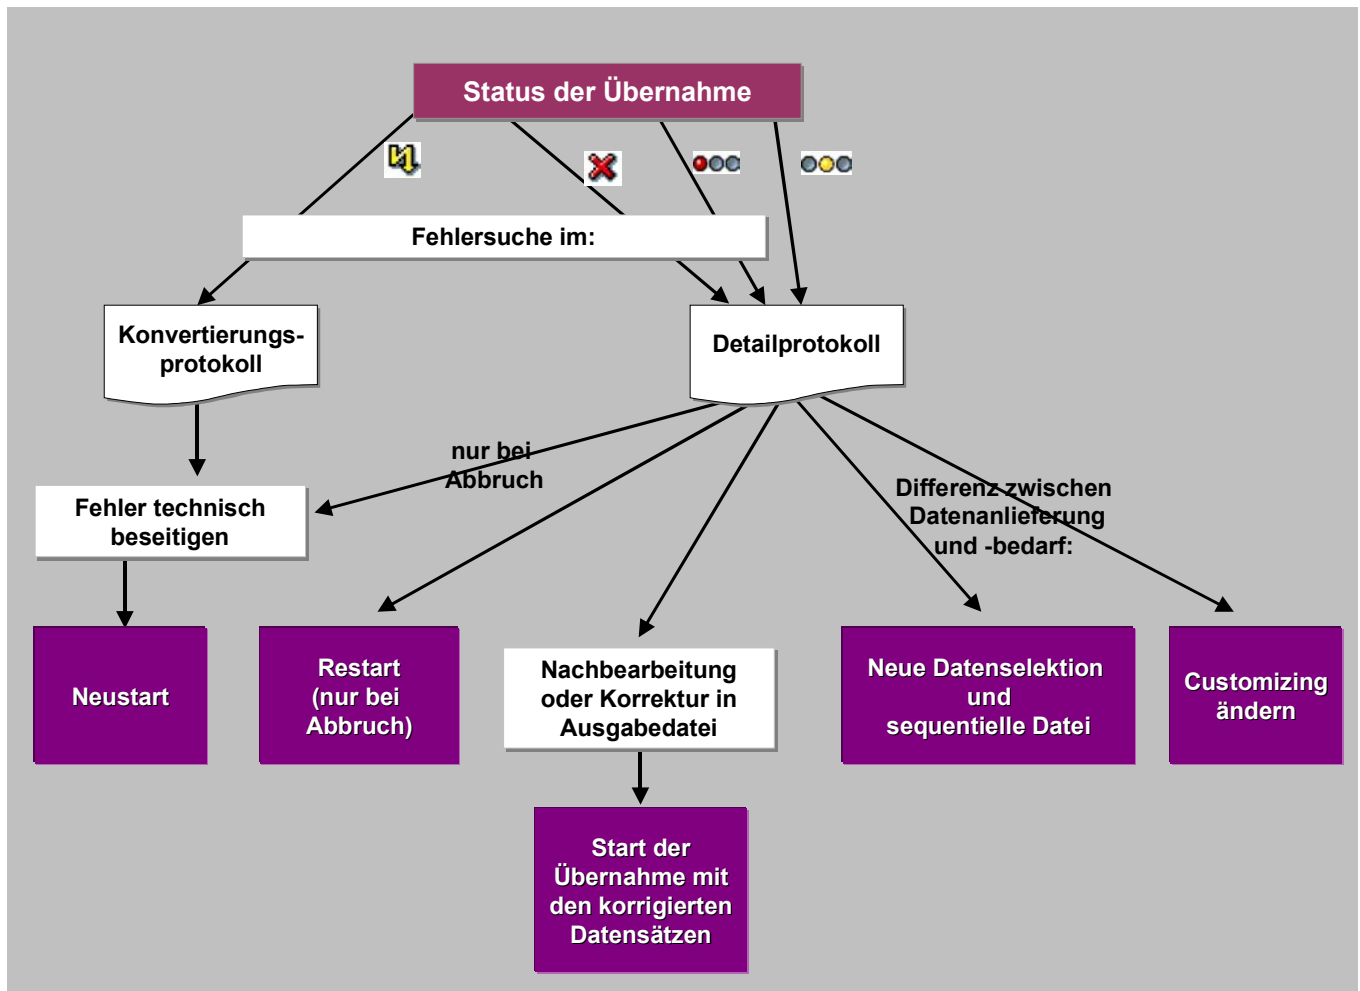 Status der Übernahme
Fehlersuche im:
Konvertierungs-
protokoll
Detailprotokoll
nur bei
Abbruch
Differenz zwischen
Datenanlieferung
und -bedarf:
Fehler technisch
beseitigen
Neustart
Restart
(nur bei
Abbruch)
Nachbearbeitung
oder Korrektur in
Ausgabedatei
Neue Datenselektion
und
sequentielle Datei
Customizing
ändern
Start der
Übernahme mit
den korrigierten
Datensätzen